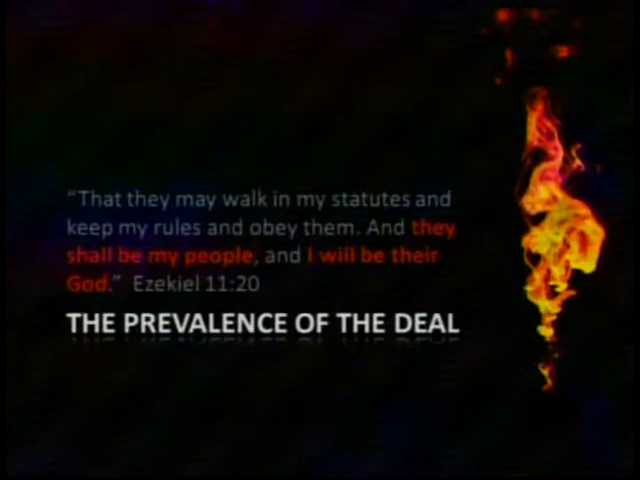 “That they may walk in my statutes and
keep my rules and obey them. And they
shall be my people, and I will be their
God.” Ezekiel 11:20
THE PREVALENCE OF THE DEAL